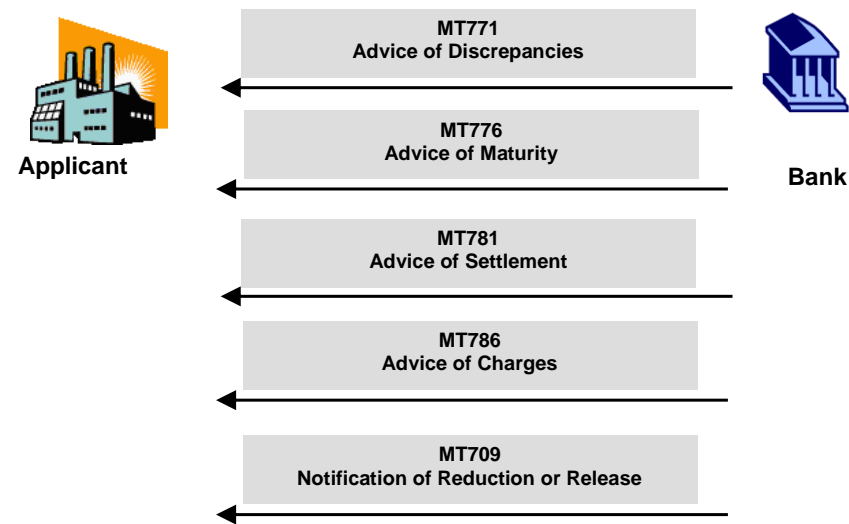 MT771
Advice of Discrepancies
MT776
Advice of Maturity
Applicant
Bank
MT781
Advice of Settlement
MT786
Advice of Charges
MT709
Notification of Reduction or Release